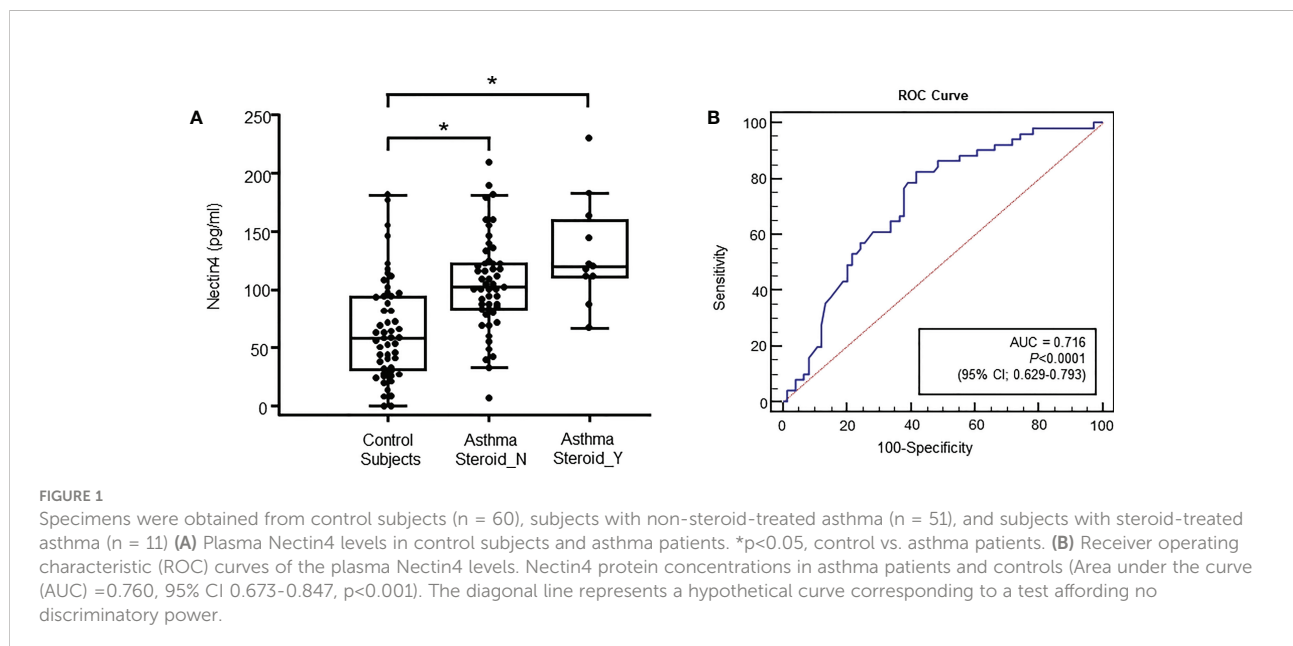 *
*
A
250
200
150
100
50
0
Nectin4 (pg/ml)
Control
Subjects
Asthma
Steroid_N
Asthma
Steroid_Y
B
ROC Curve
100
80
60
40
20
0
Sensitivity
AUC = 0.716
P<0.0001
(95% CI; 0.629-0.793)
0 20 40 60 80 100
100-Specificity
FIGURE 1
Specimens were obtained from control subjects (n = 60), subjects with non-steroid-treated asthma (n = 51), and subjects with steroid-treated
asthma (n = 11) (A) Plasma Nectin4 levels in control subjects and asthma patients. *p<0.05, control vs. asthma patients. (B) Receiver operating
characteristic (ROC) curves of the plasma Nectin4 levels. Nectin4 protein concentrations in asthma patients and controls (Area under the curve
(AUC) =0.760, 95% CI 0.673-0.847, p<0.001). The diagonal line represents a hypothetical curve corresponding to a test affording no
discriminatory power.